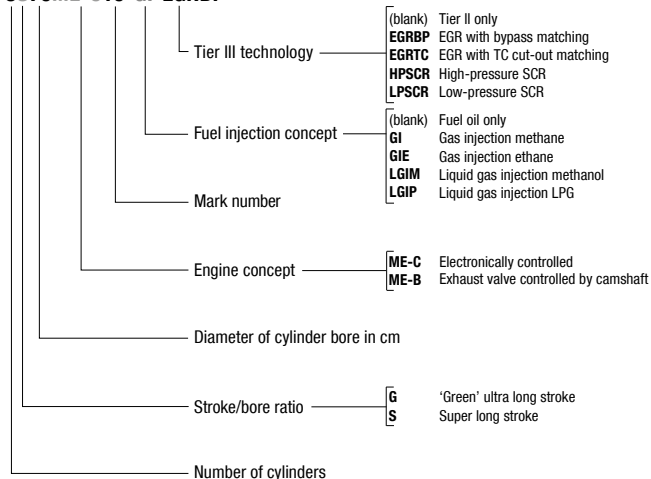 Tier III technology
(blank) Tier II only
EGRBP EGR with bypass matching
EGRTC EGR with TC cut-out matching
HPSCR High-pressure SCR
LPSCR Low-pressure SCR
Fuel injection concept
(blank) Fuel oil only
GI Gas injection methane
GIE Gas injection ethane
LGIM Liquid gas injection methanol
LGIP Liquid gas injection LPG
Mark number
Engine concept
ME-C Electronically controlled
ME-B Exhaust valve controlled by camshaft
Diameter of cylinder bore in cm
Stroke/bore ratio
G 'Green' ultra long stroke
S Super long stroke
Number of cylinders